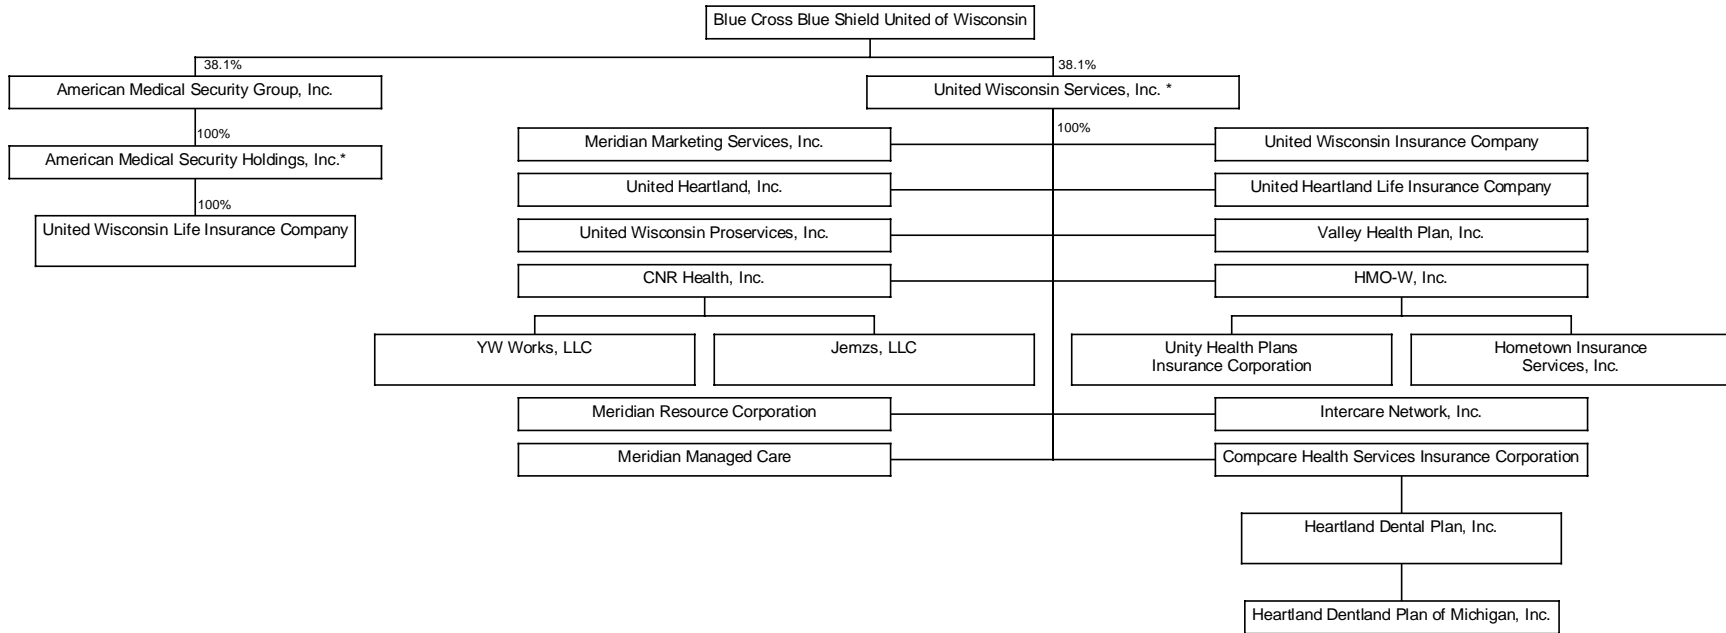 Blue Cross Blue Shield United of Wisconsin
38.1%
38.1%
American Medical Security Group, Inc.
United Wisconsin Services, Inc. *
100%
100%
Meridian Marketing Services, Inc.
United Wisconsin Insurance Company
American Medical Security Holdings, Inc.*
United Heartland, Inc.
United Heartland Life Insurance Company
100%
United Wisconsin Life Insurance Company
United Wisconsin Proservices, Inc.
Valley Health Plan, Inc.
CNR Health, Inc.
HMO-W, Inc.
YW Works, LLC
Jemzs, LLC
Unity Health Plans
Insurance Corporation
Hometown Insurance
Services, Inc.
Meridian Resource Corporation
Intercare Network, Inc.
Meridian Managed Care
Compcare Health Services Insurance Corporation
Heartland Dental Plan, Inc.
Heartland Dentland Plan of Michigan, Inc.